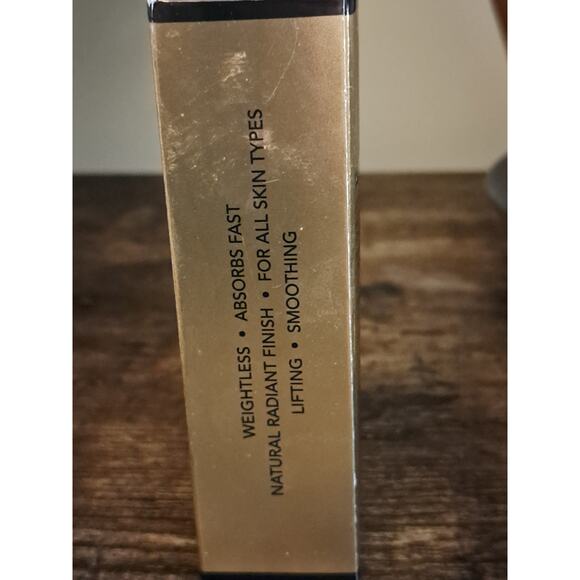 WEIGHTLESS • ABSORBS FAST
NATURAL RADIANT FINISH • FOR ALL SKIN TYPES
LIFTING • SMOOTHING